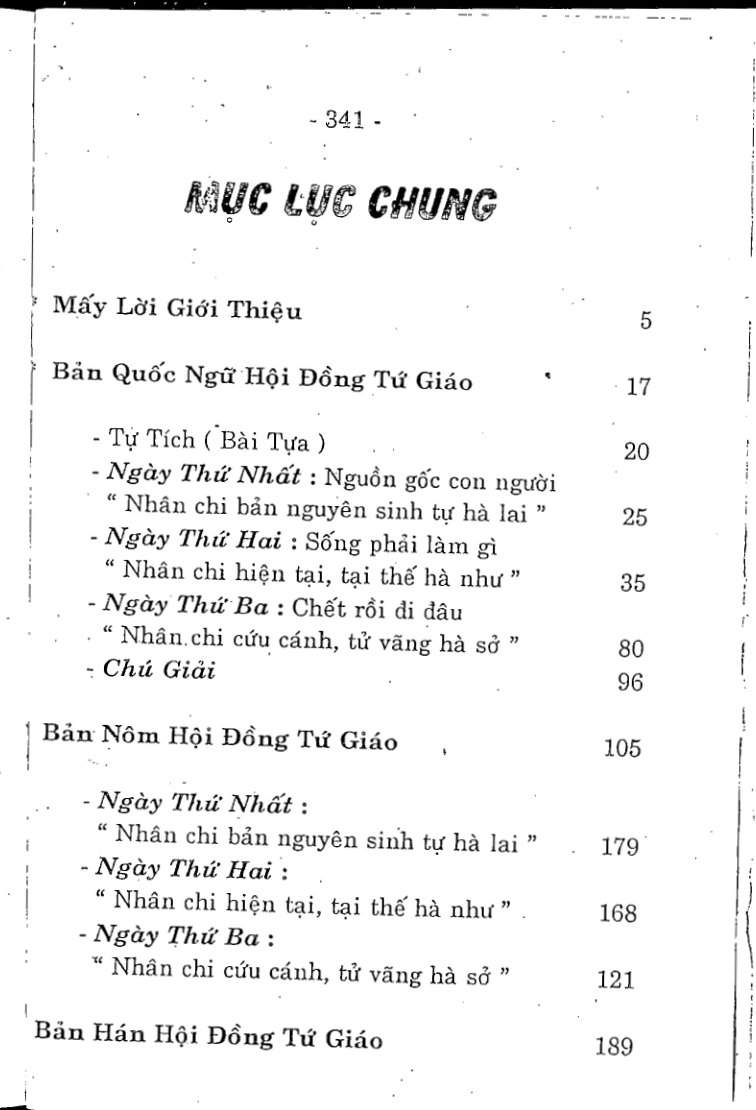 - 341 -
MỤC LỤC CHUNG
Mấy Lời Giới Thiệu 5
Bản Quốc Ngữ Hội Đồng Tứ Giáo 17
- Tự Tích ( Bài Tựa ) 20
- Ngày Thứ Nhất : Nguồn gốc con người
“ Nhân chi bản nguyên sinh tự hà lai ” 25
- Ngày Thứ Hai : Sống phải làm gì
“ Nhân chi hiện tại, tại thế hà như ” 35
- Ngày Thứ Ba : Chết rồi đi đâu
“ Nhân chi cứu cánh, tử vãng hà sở ” 80
- Chú Giải 96
Bản Nôm Hội Đồng Tứ Giáo 105
- Ngày Thứ Nhất :
“ Nhân chi bản nguyên sinh tự hà lai ” 179
- Ngày Thứ Hai :
“ Nhân chi hiện tại, tại thế hà như ” 168
- Ngày Thứ Ba :
“ Nhân chi cứu cánh, tử vãng hà sở ” 121
Bản Hán Hội Đồng Tứ Giáo 189